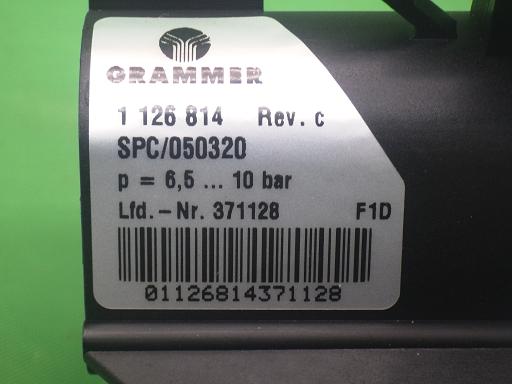 GRAMMER
1 126 814 Rev. c
SPC/050320
p = 6,5 ... 10 bar
Lfd.-Nr. 371128 F1D
01126814371128